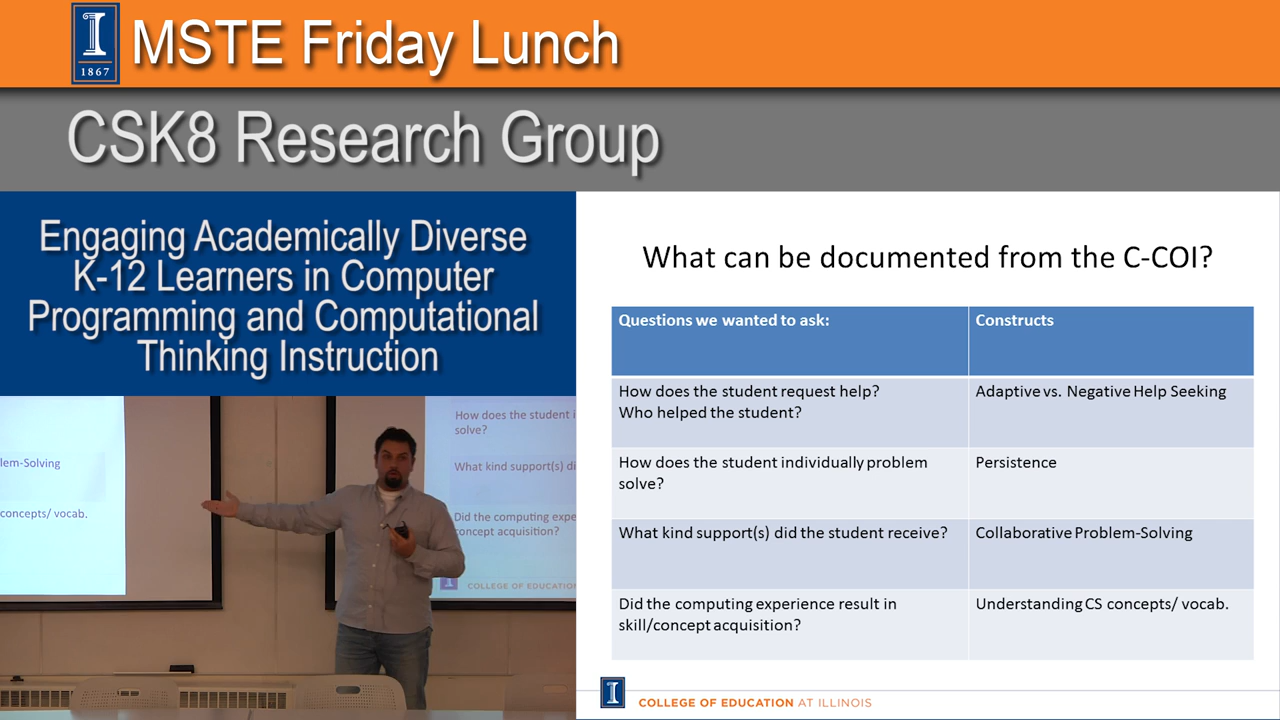 I
1867
MSTE Friday Lunch
CSK8 Research Group
Engaging Academically Diverse
K-12 Learners in Computer
Programming and Computational
Thinking Instruction
What can be documented from the C-COI?
Questions we wanted to ask:
Constructs
How does the student request help?
Who helped the student?
Adaptive vs. Negative Help Seeking
How does the student individually problem
solve?
Persistence
What kind support(s) did the student receive?
Collaborative Problem-Solving
Did the computing experience result in
skill/concept acquisition?
Understanding CS concepts/ vocab.
I
COLLEGE OF EDUCATION AT ILLINOIS
lem-Solving
concepts/ vocab.
How does the student i
solve?
What kind support(s) di
Did the computing expe
concept acquisition?
I
COLLEGE OF EDUCATION